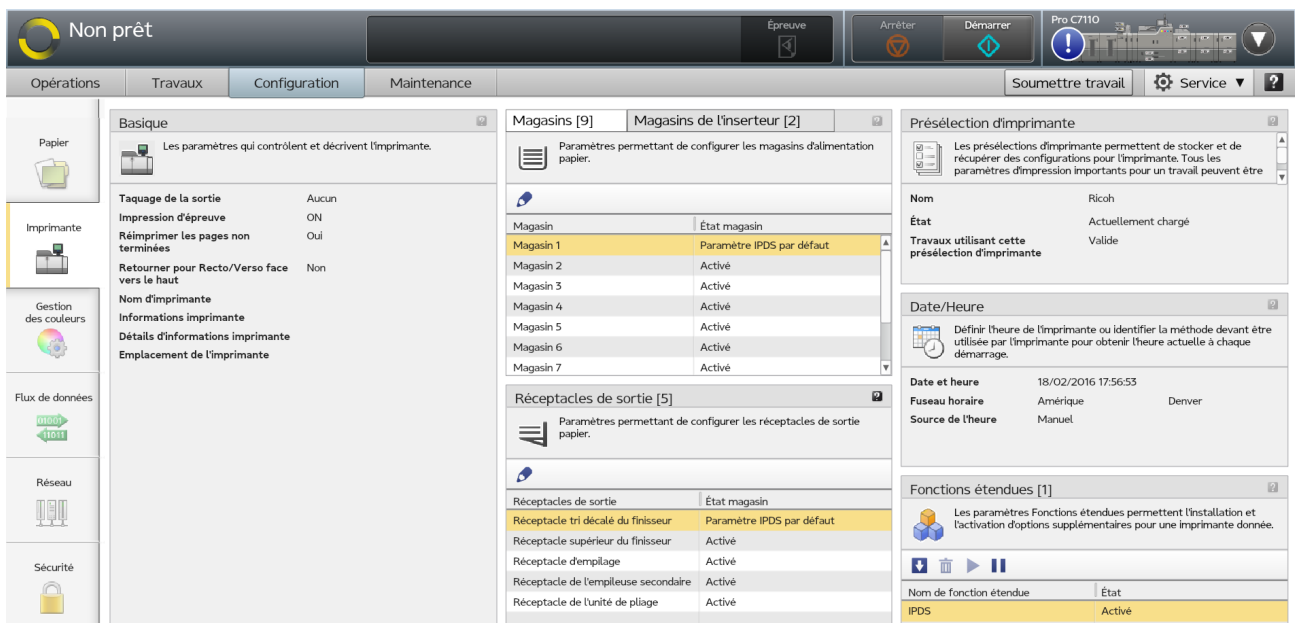 Non prêt
Épreuve
Arrêter
Démarrer
Pro C7110
Opérations
Travaux
Configuration
Maintenance
Soumettre travail
Service
Papier
Imprimante
Gestion
des couleurs
Flux de données
01001
11011
Réseau
Sécurité
Basique
Les paramètres qui contrôlent et décrivent l'imprimante.
Taquage de la sortie Aucun
Impression d'épreuve ON
Réimprimer les pages non Oui
terminées
Retourner pour Recto/Verso face Non
vers le haut
Nom d'imprimante
Informations imprimante
Détails d'informations imprimante
Emplacement de l'imprimante
Magasins [9] Magasins de l'inserteur [2]
Paramètres permettant de configurer les magasins d'alimentation
papier.
Magasin État magasin
Magasin 1 Paramètre IPDS par défaut
Magasin 2 Activé
Magasin 3 Activé
Magasin 4 Activé
Magasin 5 Activé
Magasin 6 Activé
Magasin 7 Activé
Réceptacles de sortie [5]
Paramètres permettant de configurer les réceptacles de sortie
papier.
Réceptacles de sortie État magasin
Réceptacle tri décalé du finisseur Paramètre IPDS par défaut
Réceptacle supérieur du finisseur Activé
Réceptacle d'empilage Activé
Réceptacle de l'empileuse secondaire Activé
Réceptacle de l'unité de pliage Activé
Présélection d'imprimante
Les présélections d'imprimante permettent de stocker et de
récupérer des configurations pour l'imprimante. Tous les
paramètres d'impression importants pour un travail peuvent être
Nom Ricoh
État Actuellement chargé
Travaux utilisant cette Valide
présélection d'imprimante
Date/Heure
Définir l'heure de l'imprimante ou identifier la méthode devant être
utilisée par l'imprimante pour obtenir l'heure actuelle à chaque
démarrage.
Date et heure 18/02/2016 17:56:53
Fuseau horaire Amérique Denver
Source de l'heure Manuel
Fonctions étendues [1]
Les paramètres Fonctions étendues permettent l'installation et
l'activation d'options supplémentaires pour une imprimante donnée.
Nom de fonction étendue État
IPDS Activé